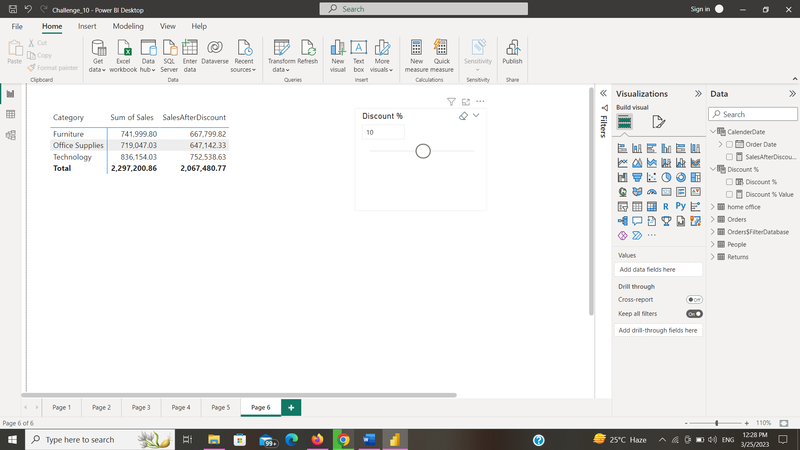 Challenge_10 - Power BI Desktop
Search
Sign in
File Home Insert Modeling View Help
Paste
Cut
Copy
Format painter
Clipboard
Get data
Excel workbook
Data hub
SQL Server
Enter data
Dataverse
Recent sources
Data
Transform data
Refresh
Queries
New visual
Text box
More visuals
Insert
New measure
Quick measure
Calculations
Sensitivity
Sensitivity
Publish
Share
Category Sum of Sales SalesAfterDiscount
Furniture 741,999.80 667,799.82
Office Supplies 719,047.03 647,142.33
Technology 836,154.03 752,538.63
Total 2,297,200.86 2,067,480.77
Discount %
10
Filters
Visualizations
Build visual
R Py
Values
Add data fields here
Drill through
Cross-report Off
Keep all filters On
Add drill-through fields here
Data
Search
CalenderDate
Order Date
SalesAfterDiscou...
Discount %
Discount %
Discount % Value
home office
Orders
Orders$FilterDatabase
People
Returns
Page 1 Page 2 Page 3 Page 4 Page 5 Page 6
Page 6 of 6
110%
Type here to search
99+
25°C Haze
ENG
12:28 PM
3/25/2023